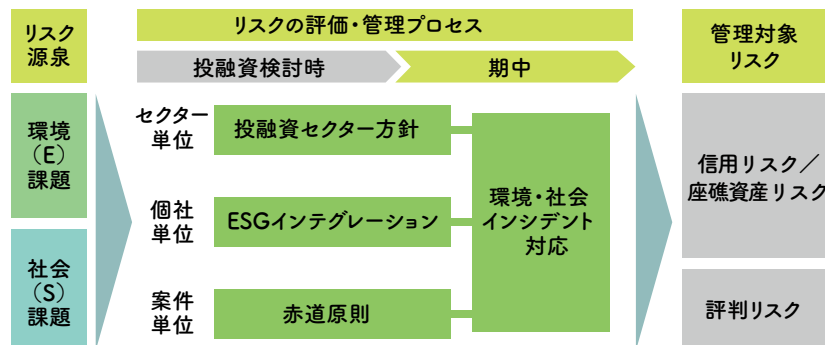 リスク
源泉
リスクの評価・管理プロセス
管理対象
リスク
投融資検討時
期中
環境
(E)
課題
社会
(S)
課題
セクター
単位
投融資セクター方針
個社
単位
ESGインテグレーション
案件
単位
赤道原則
環境・社会
インシデント
対応
信用リスク／
座礁資産リスク
評判リスク